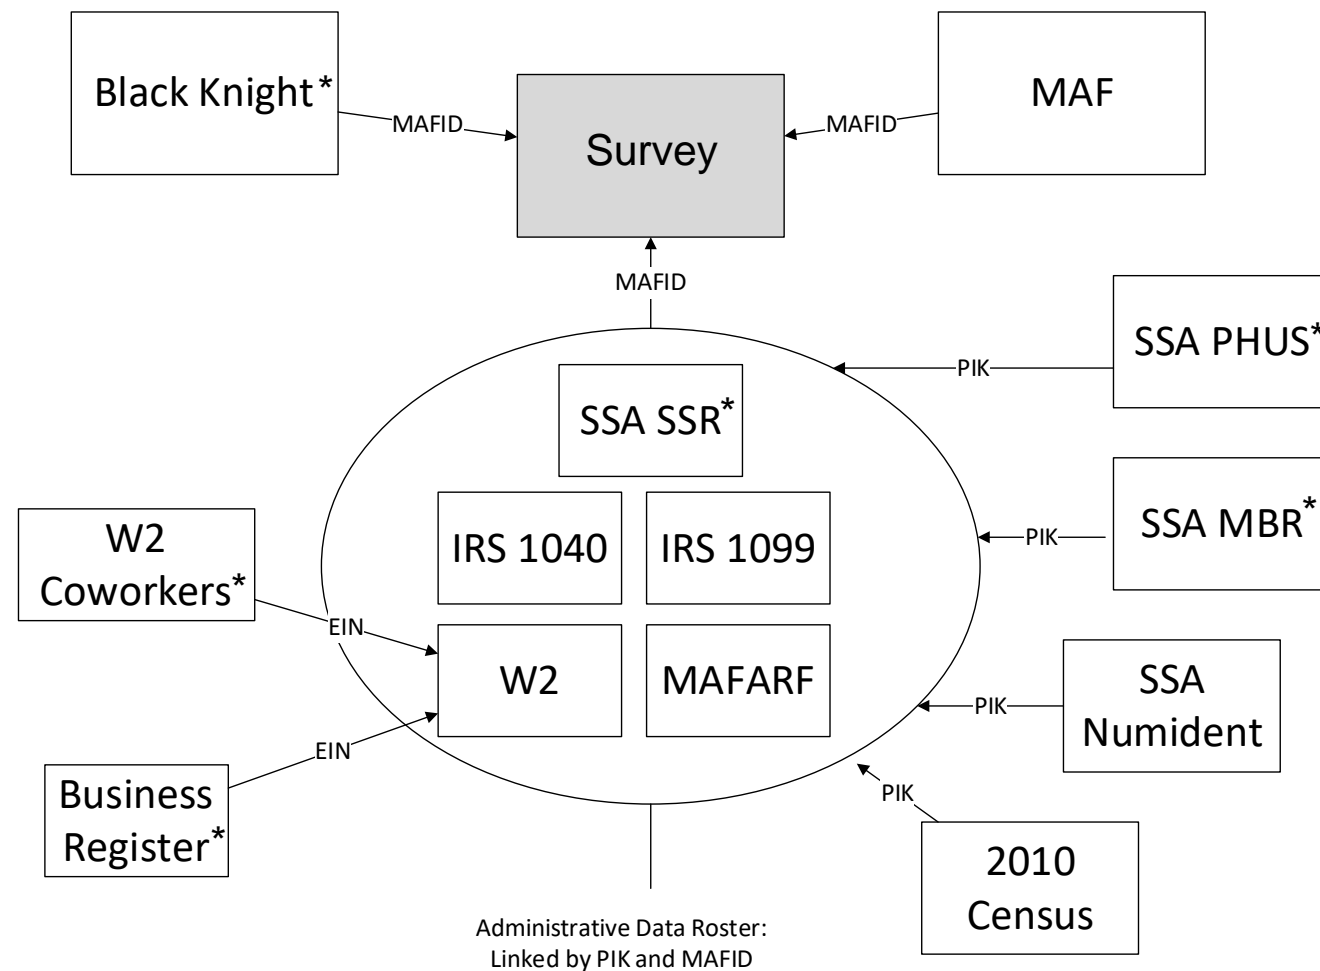 Black Knight*
MAFID
Survey
MAFID
MAF
MAFID
SSA PHUS*
PIK
SSA SSR*
IRS 1040
IRS 1099
SSA MBR*
PIK
W2
Coworkers*
EIN
W2
MAFARF
SSA
Numident
PIK
Business
Register*
EIN
PIK
2010
Census
Administrative Data Roster:
Linked by PIK and MAFID